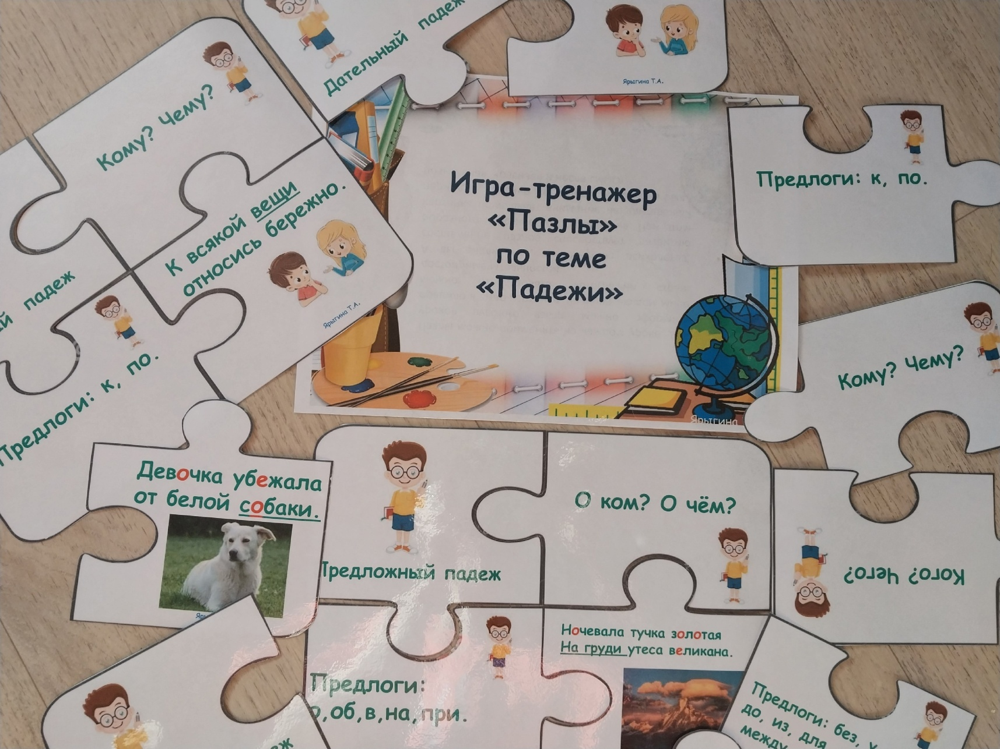 Дательный падеж
Ярыгина Т.А.
Кому? Чему?
К всякой вещи
относись бережно.
Ярыгина Т.А.
падеж
Предлоги: к, по.
Игра-тренажер
«Пазлы»
по теме
«Падежи»
Ярыгина
Предлоги: к, по.
Кому? Чему?
Кого? Чего?
Девочка убежала
от белой собаки.
Предложный падеж
О ком? О чём?
Предлоги:
о,об,в,на,при.
Ночевала тучка золотая
На груди утеса великана.
Предлоги: без, у
до, из, для
между